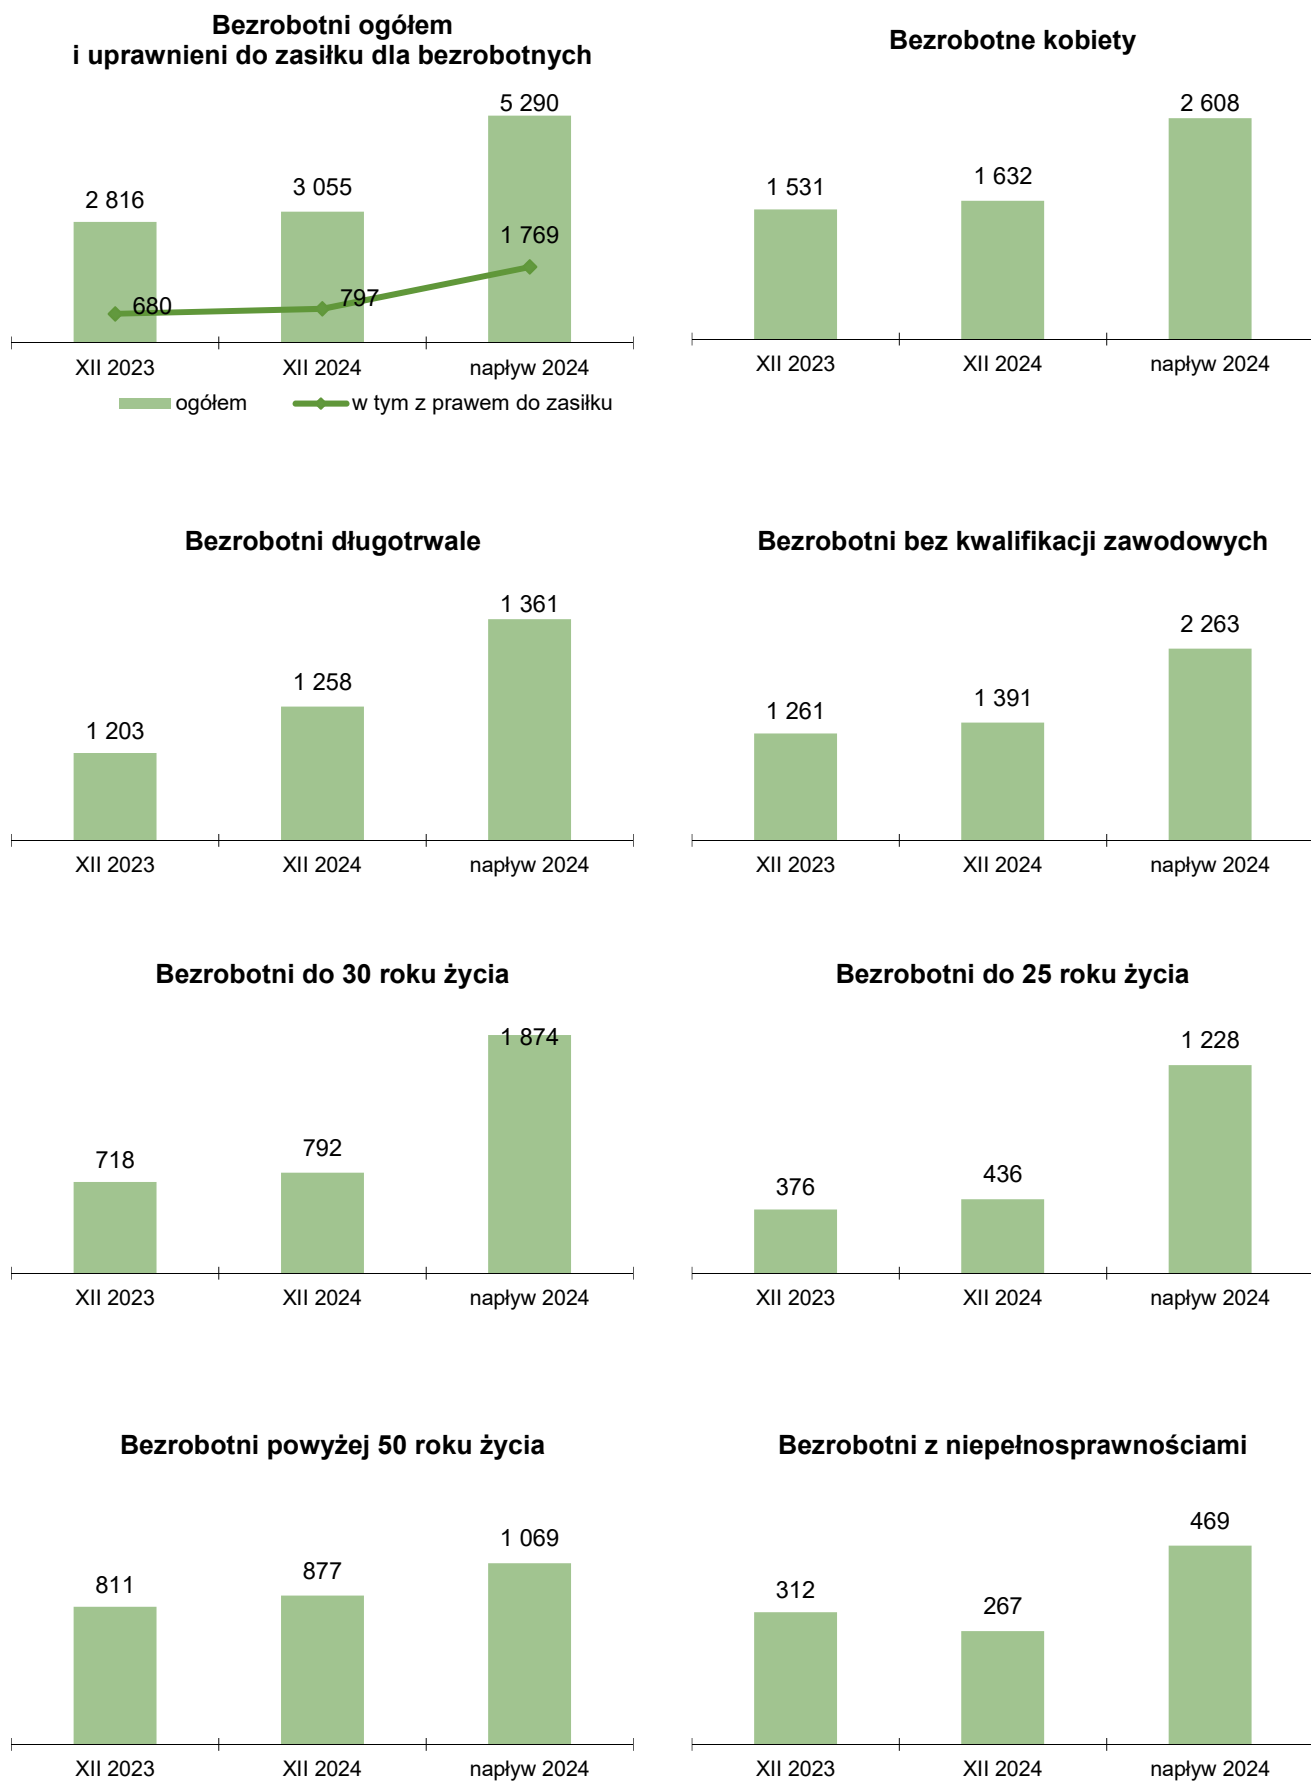 Bezrobotni ogółem
i uprawnieni do zasiłku dla bezrobotnych
5 290
2 816
3 055
1 769
680
797
XII 2023
XII 2024
napływ 2024
ogółem
w tym z prawem do zasiłku
Bezrobotne kobiety
2 608
1 531
1 632
XII 2023
XII 2024
napływ 2024
Bezrobotni długotrwale
1 361
1 258
1 203
XII 2023
XII 2024
napływ 2024
Bezrobotni bez kwalifikacji zawodowych
2 263
1 261
1 391
XII 2023
XII 2024
napływ 2024
Bezrobotni do 30 roku życia
1 874
718
792
XII 2023
XII 2024
napływ 2024
Bezrobotni do 25 roku życia
1 228
376
436
XII 2023
XII 2024
napływ 2024
Bezrobotni powyżej 50 roku życia
1 069
811
877
XII 2023
XII 2024
napływ 2024
Bezrobotni z niepełnosprawnościami
469
312
267
XII 2023
XII 2024
napływ 2024